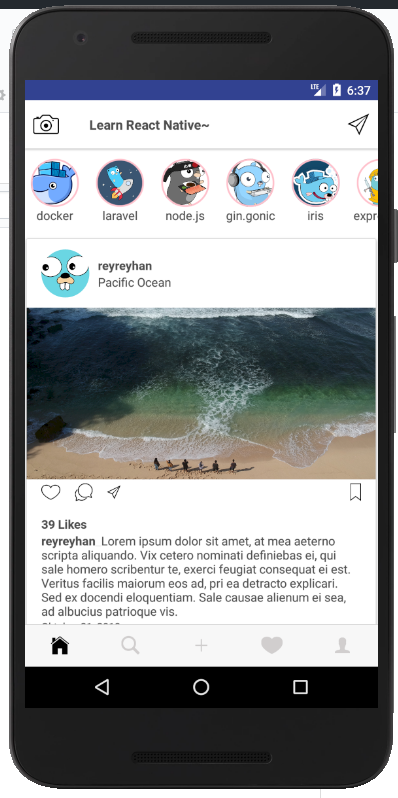 LTE 6:37
Learn React Native~
docker laravel node.js gin.gonic iris expr
reyreyhan
Pacific Ocean
39 Likes
reyreyhan Lorem ipsum dolor sit amet, at mea aeterno
scripta aliquando. Vix cetero nominati definiebas ei, qui
sale homero scribentur te, exerci feugiat consequat ei est.
Veritus facilis maiorum eos ad, pri ea detracto explicari.
Sed ex docendi eloquentiam. Sale causae alienum ei sea,
ad albucius patrioque vis.